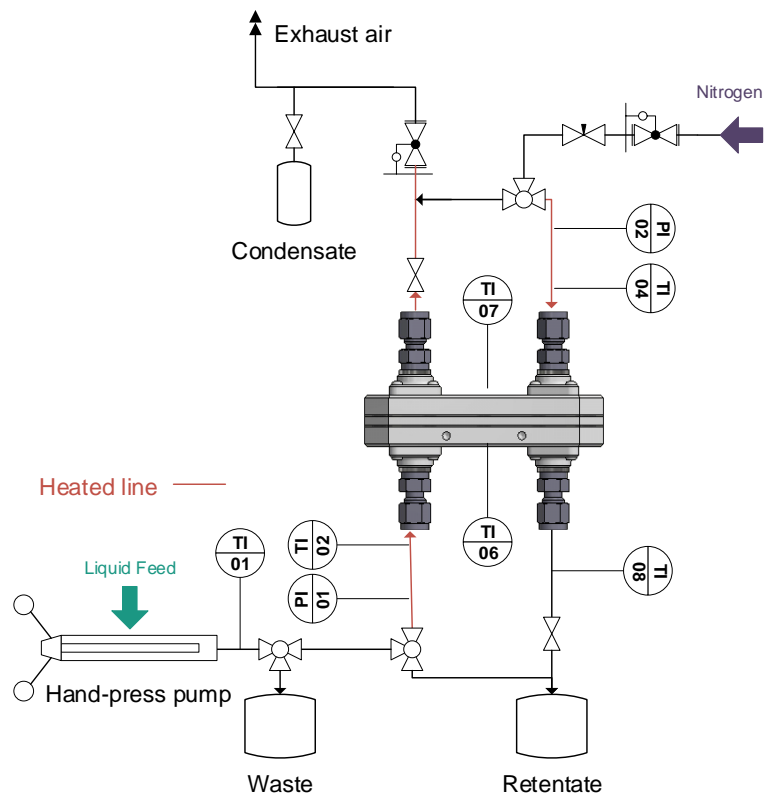 Exhaust air
Nitrogen
Condensate
PI
02
TI
04
TI
07
Heated line
TI
02
TI
06
TI
01
Liquid Feed
PI
01
TI
08
Hand-press pump
Waste
Retentate